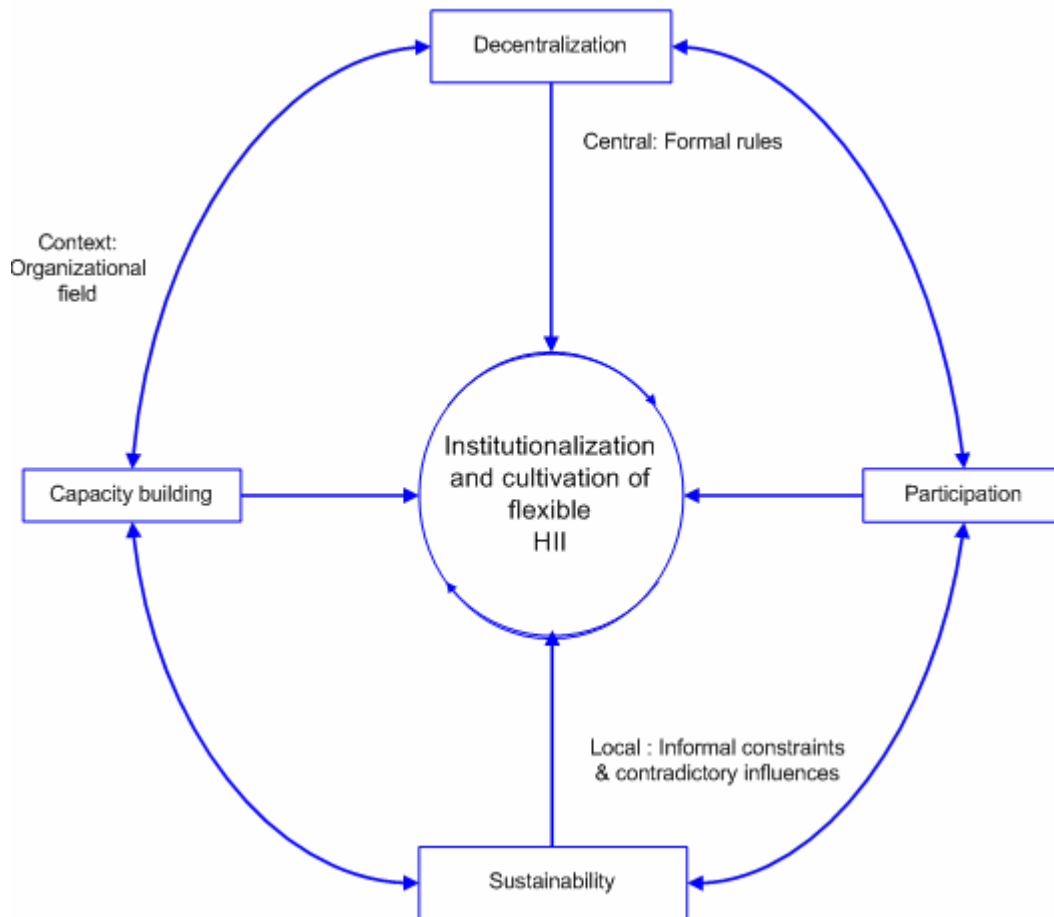 Decentralization
Central: Formal rules
Context:
Organizational
field
Institutionalization
and cultivation of
flexible
HII
Capacity building
Participation
Local : Informal constraints
& contradictory influences
Sustainability